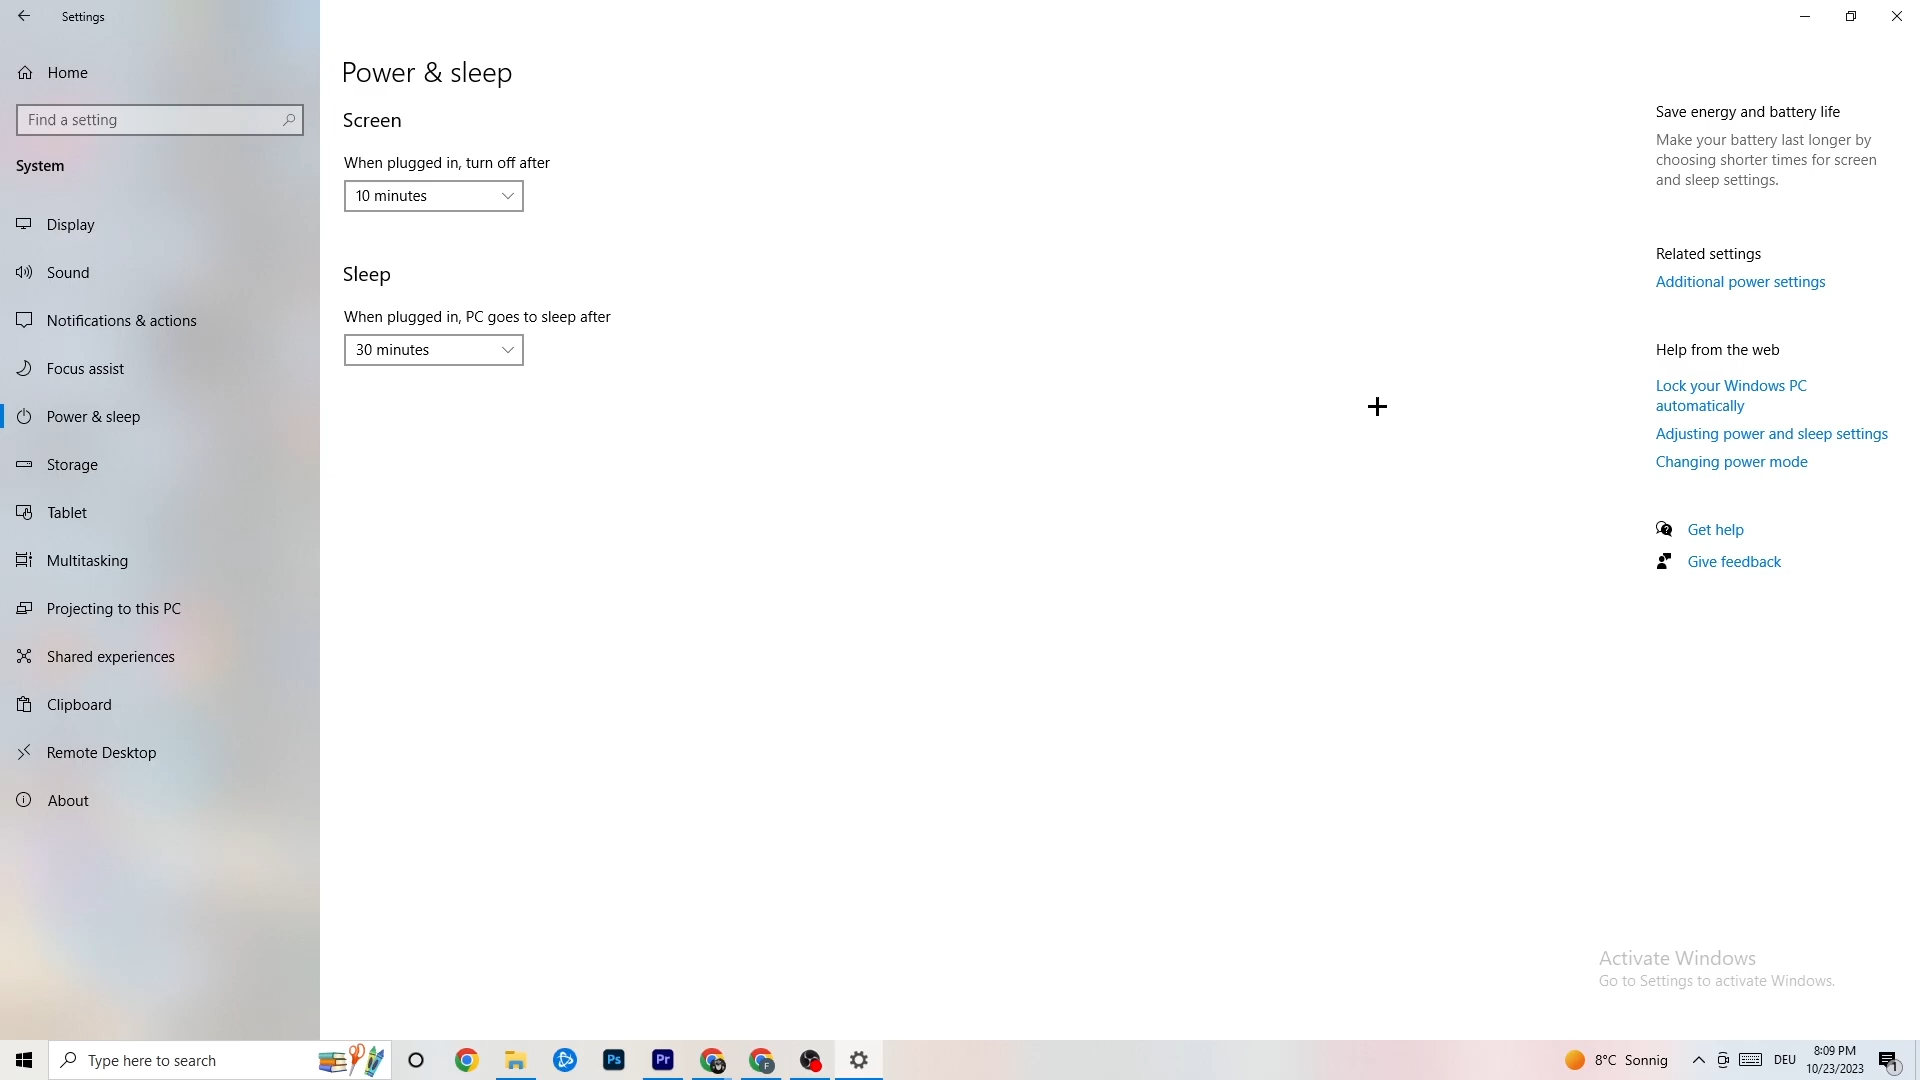 Settings
Home
Find a setting
System
Display
Sound
Notifications & actions
Focus assist
Power & sleep
Storage
Tablet
Multitasking
Projecting to this PC
Shared experiences
Clipboard
Remote Desktop
About
Power & sleep
Screen
When plugged in, turn off after
10 minutes
Sleep
When plugged in, PC goes to sleep after
30 minutes
Save energy and battery life
Make your battery last longer by
choosing shorter times for screen
and sleep settings.
Related settings
Additional power settings
Help from the web
Lock your Windows PC
automatically
Adjusting power and sleep settings
Changing power mode
Get help
Give feedback
Activate Windows
Go to Settings to activate Windows.
Type here to search
Ps
Pr
F
8°C Sonnig
DEU
8:09 PM
10/23/2023
1